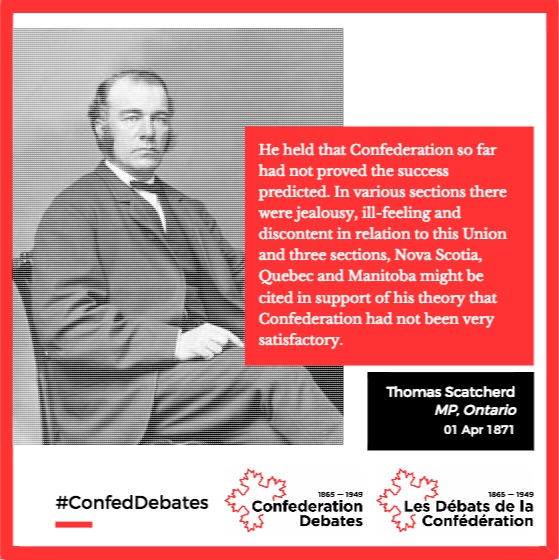 He held that Confederation so far
had not proved the success
predicted. In various sections there
were jealousy, ill-feeling and
discontent in relation to this Union
and three sections, Nova Scotia,
Quebec and Manitoba might be
cited in support of his theory that
Confederation had not been very
satisfactory.
Thomas Scatcherd
MP, Ontario
01 Apr 1871
#ConfedDebates
1865 — 1949
Confederation
Debates
1865 — 1949
Les Débats de la
Confédération